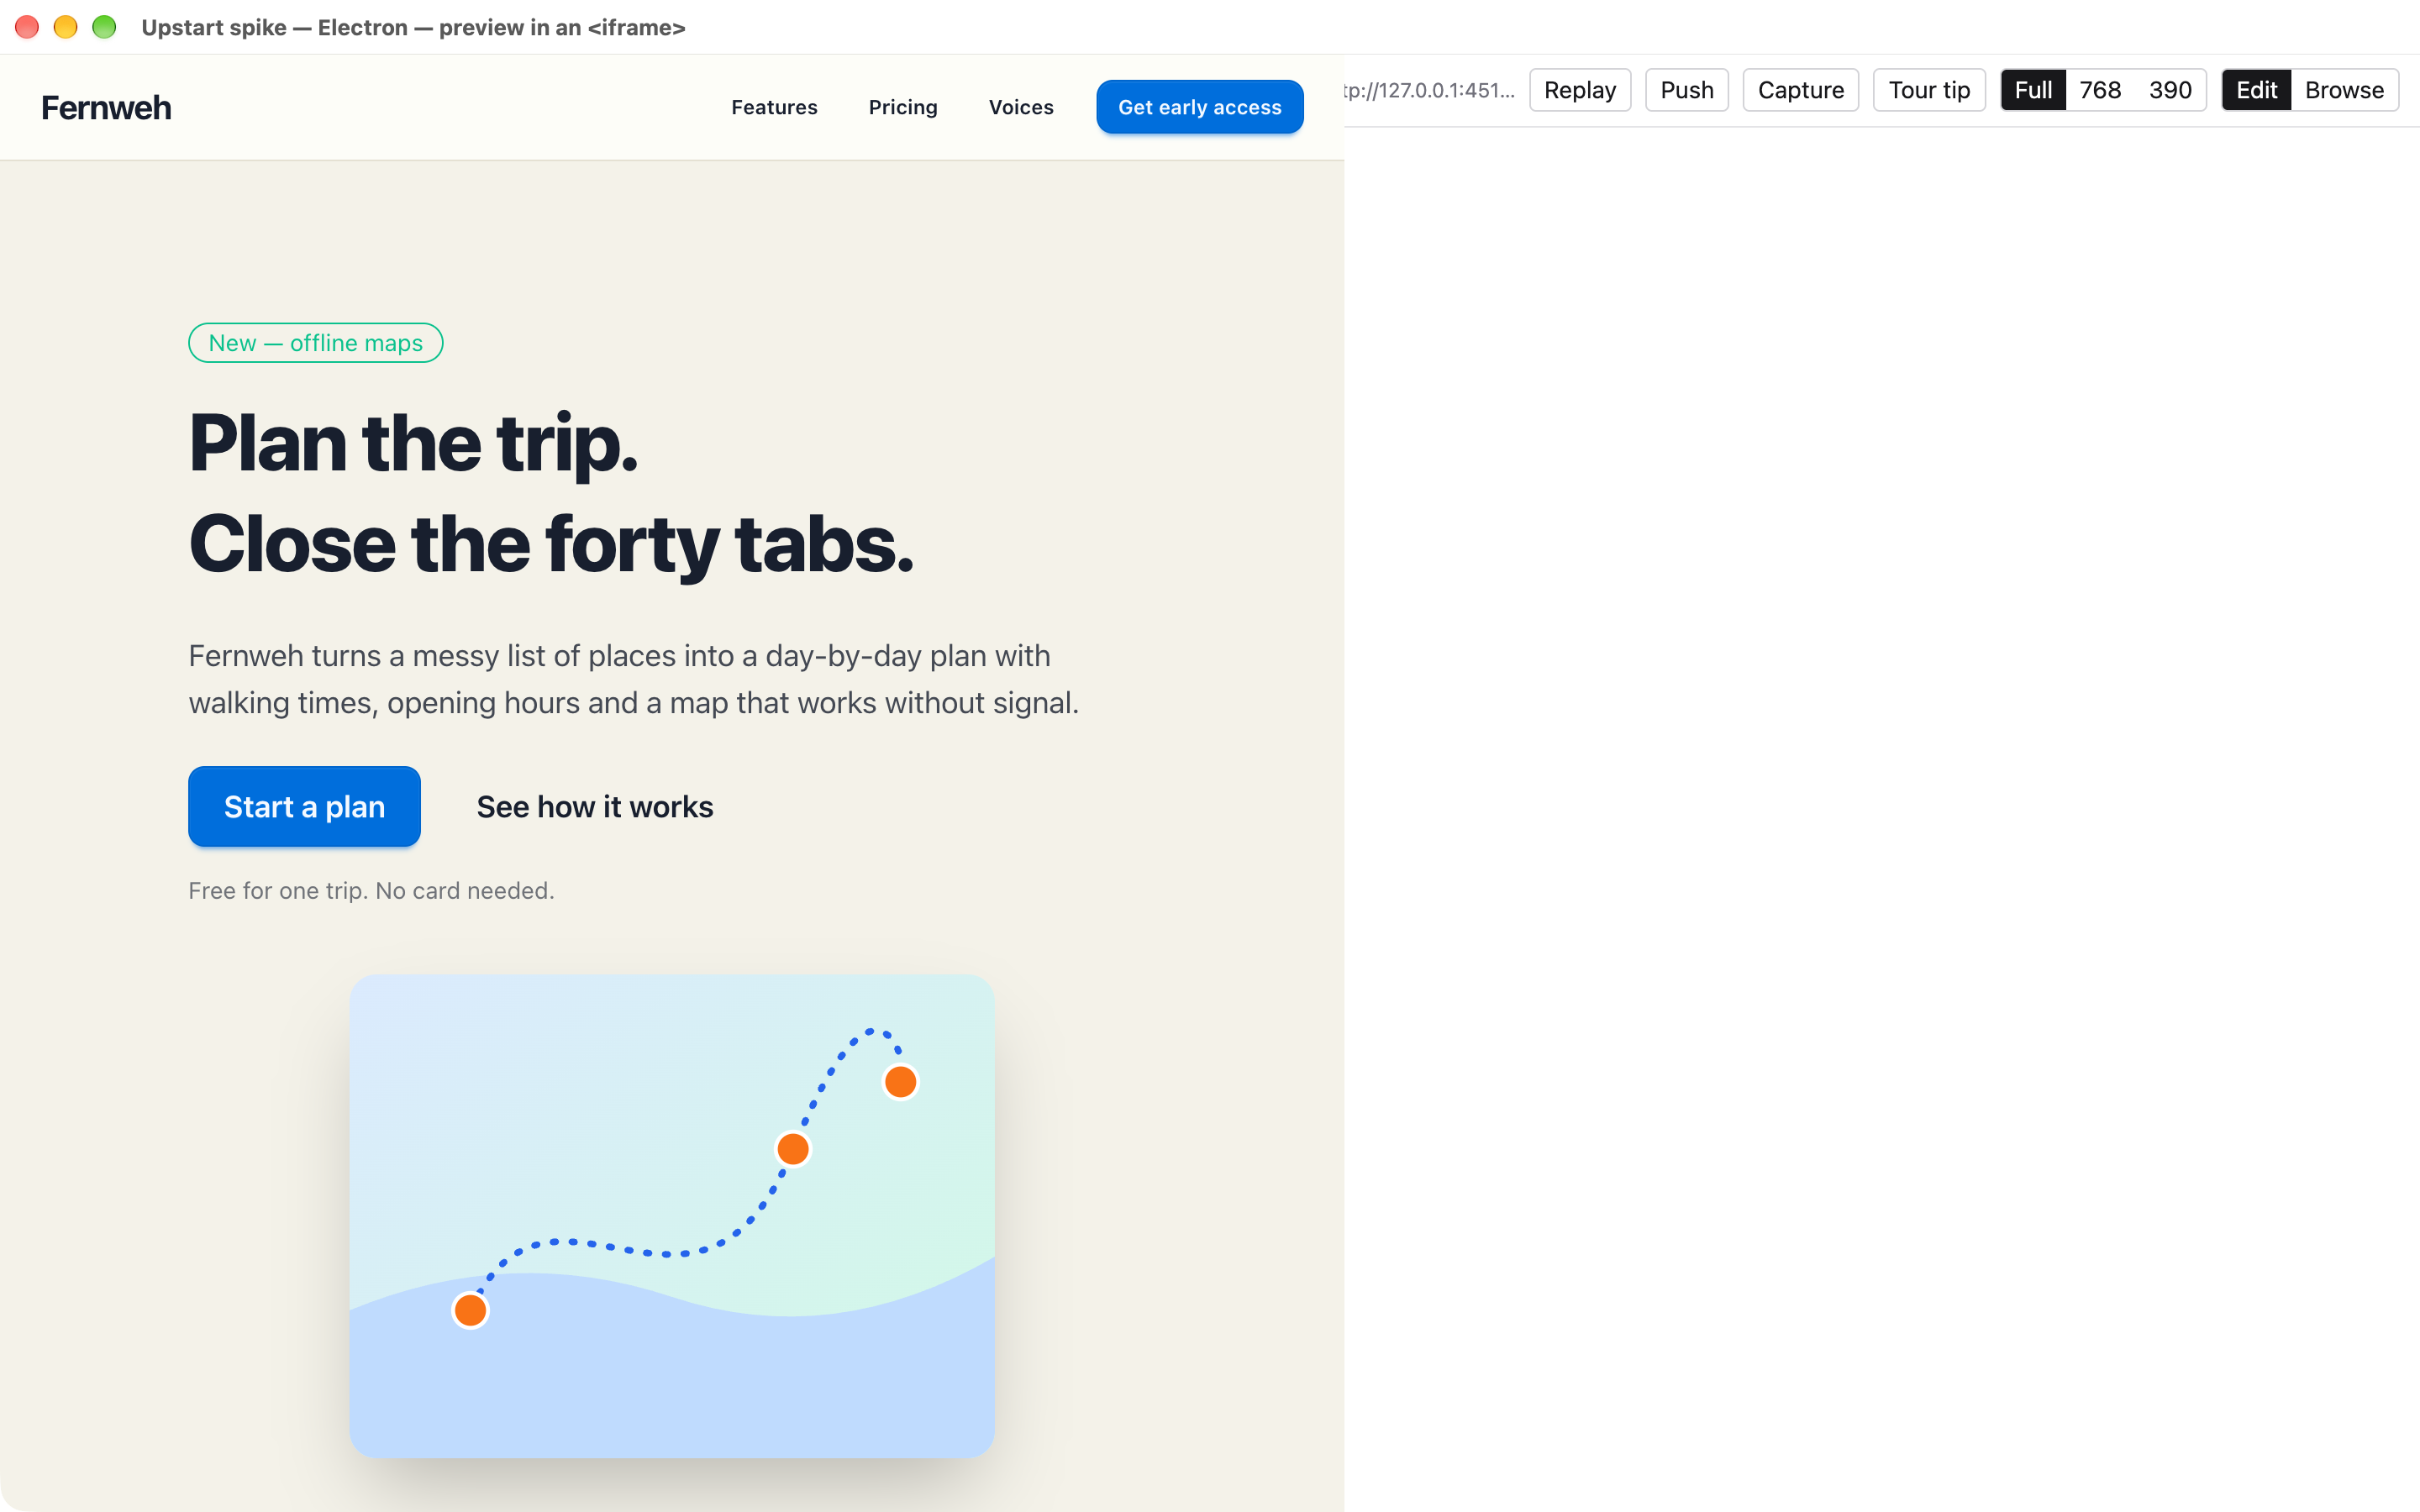 Upstart spike — Electron — preview in an <iframe>
Fernweh Features Pricing Voices Get early access
tp://127.0.0.1:451... Replay Push Capture Tour tip Full 768 390 Edit Browse
New — offline maps
Plan the trip.
Close the forty tabs.
Fernweh turns a messy list of places into a day-by-day plan with
walking times, opening hours and a map that works without signal.
Start a plan See how it works
Free for one trip. No card needed.